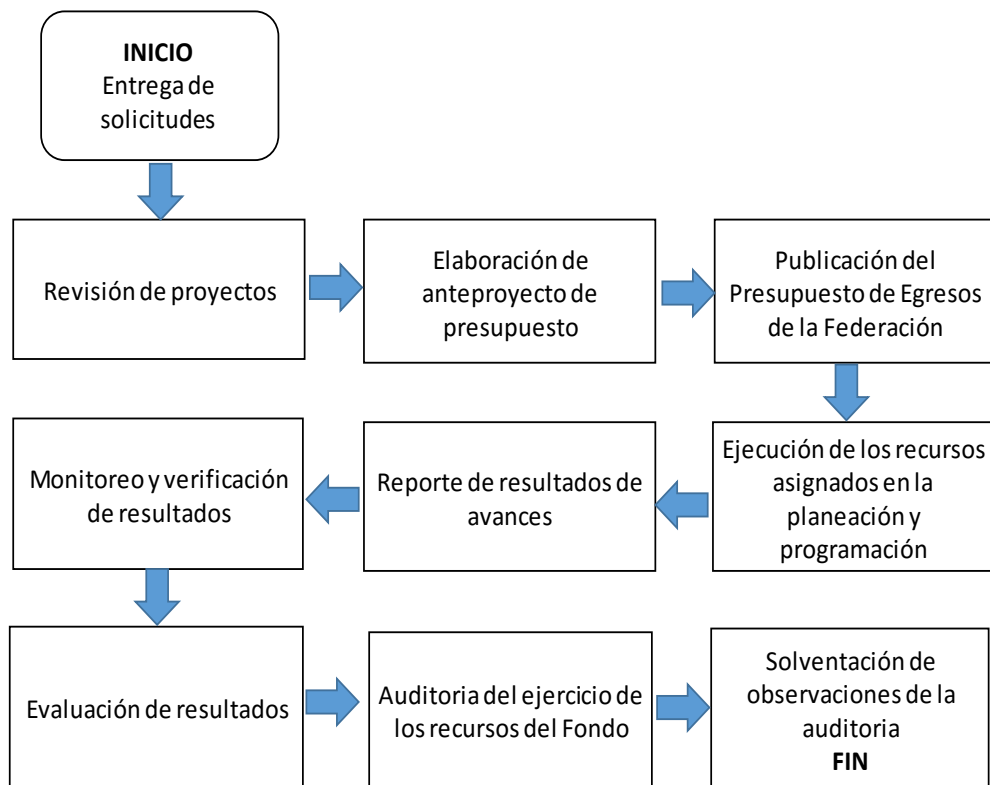 INICIO
Entrega de
solicitudes
Revisión de proyectos
Elaboración de
anteproyecto de
presupuesto
Publicación del
Presupuesto de Egresos
de la Federación
Ejecución de los recursos
asignados en la
planeación y
programación
Reporte de resultados de
avances
Monitoreo y verificación
de resultados
Evaluación de resultados
Auditoria del ejercicio de
los recursos del Fondo
Solventación de
observaciones de la
auditoria
FIN